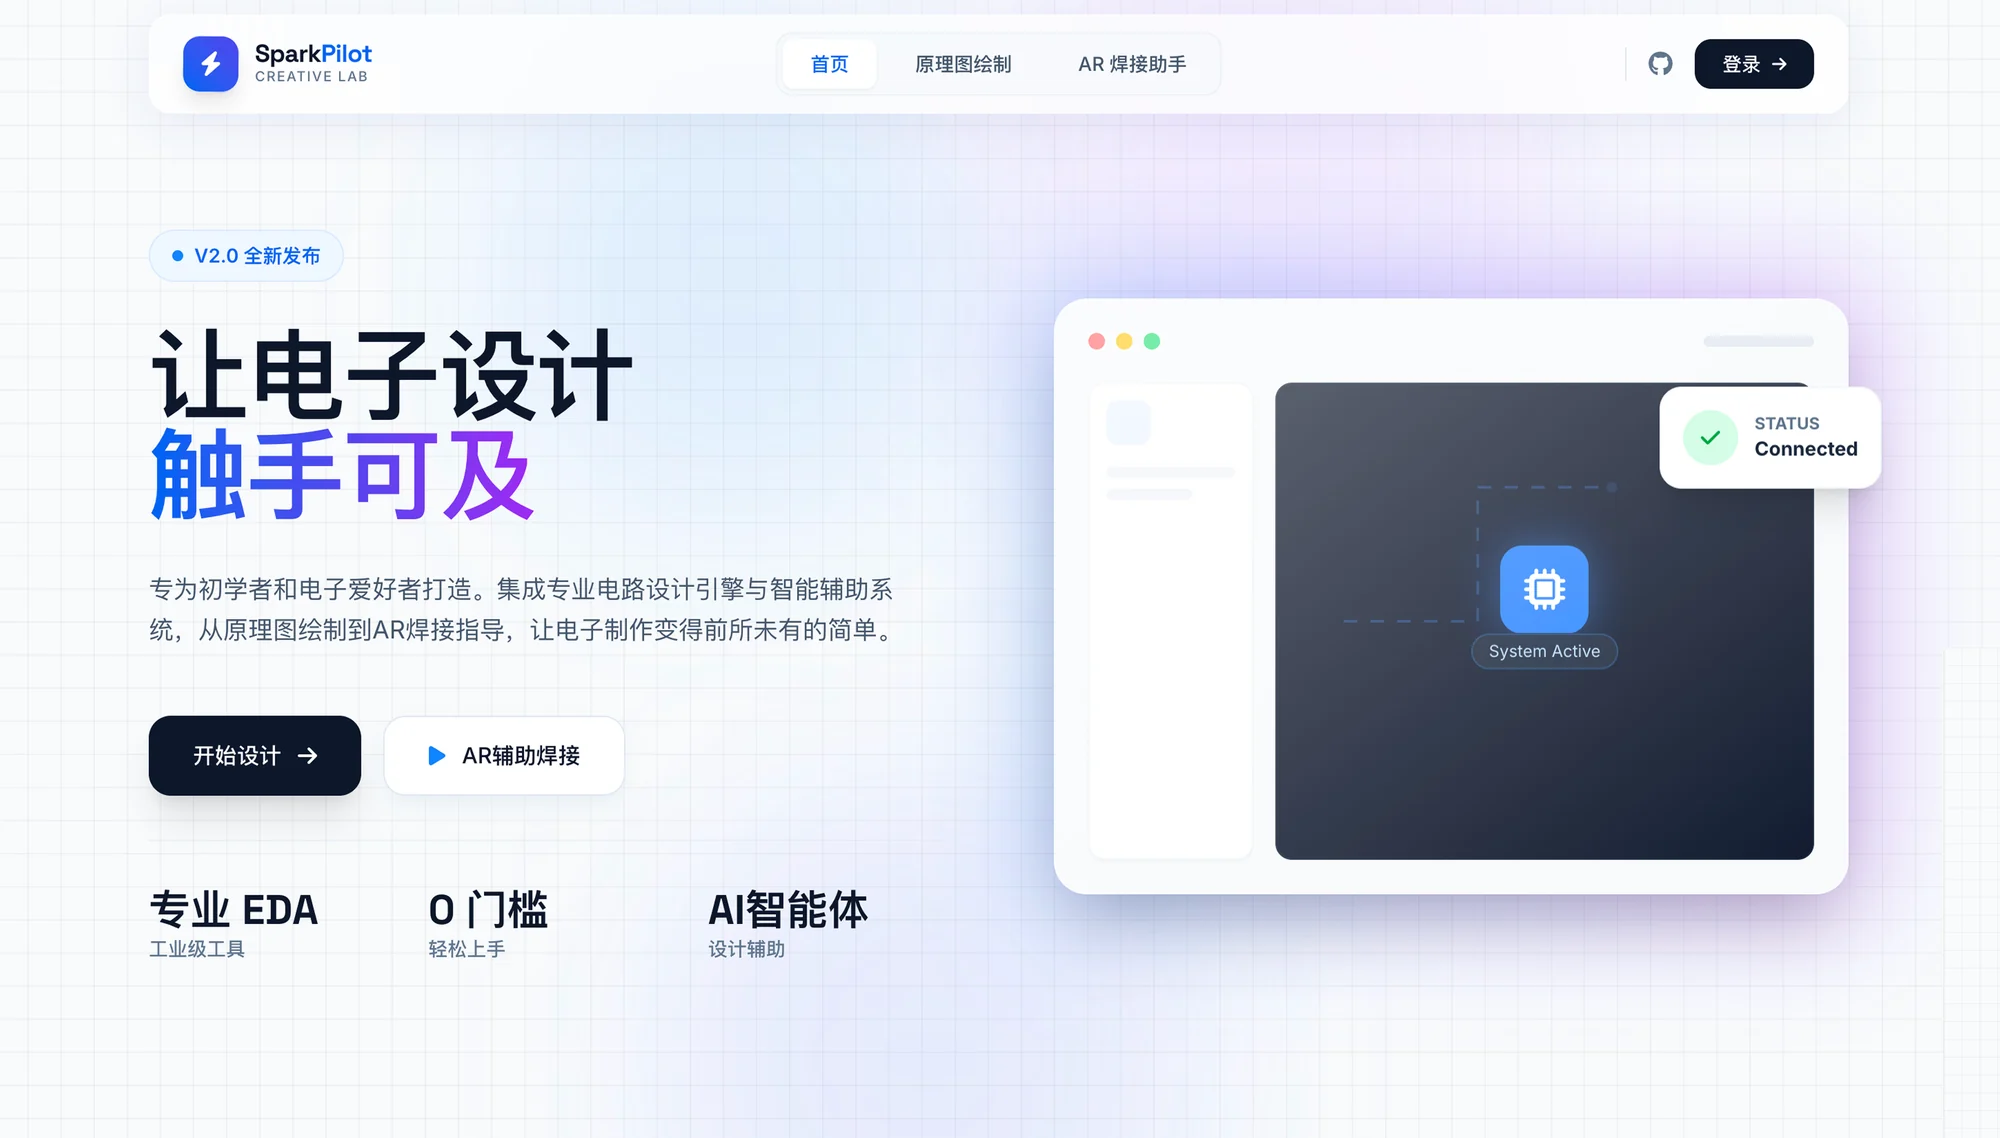 SparkPilot
CREATIVE LAB
首页
原理图绘制
AR 焊接助手
登录
V2.0 全新发布
让电子设计
触手可及
专为初学者和电子爱好者打造。集成专业电路设计引擎与智能辅助系
统，从原理图绘制到AR焊接指导，让电子制作变得前所未有的简单。
开始设计
AR辅助焊接
专业 EDA
工业级工具
0 门槛
轻松上手
AI智能体
设计辅助
STATUS
Connected
System Active